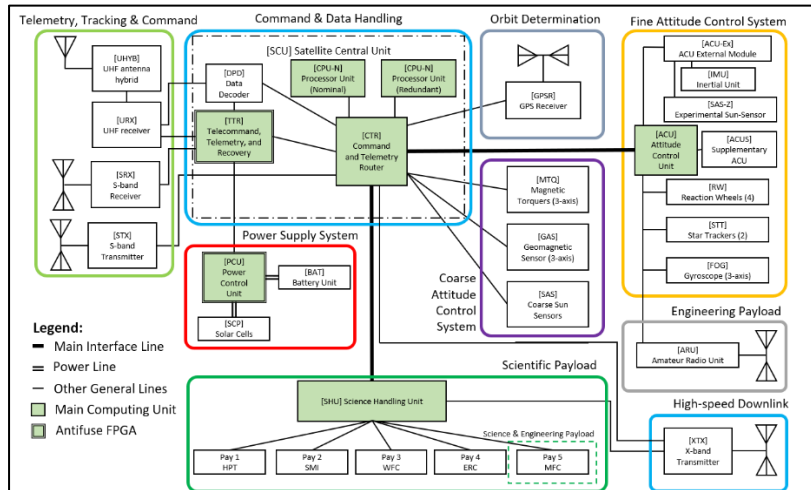 Telemetry, Tracking & Command
[UHYB]
UHF antenna
hybrid
[URX]
UHF receiver
[SRX]
S-band
Receiver
[STX]
S-band
Transmitter
Command & Data Handling
[SCU] Satellite Central Unit
[DPD]
Data
Decoder
[CPU-N]
Processor Unit
(Nominal)
[CPU-N]
Processor Unit
(Redundant)
[TTR]
Telecommand,
Telemetry, and
Recovery
[CTR]
Command
and Telemetry
Router
Orbit Determination
[GPSR]
GPS Receiver
Fine Attitude Control System
[ACU-Ex]
ACU External Module
[IMU]
Inertial Unit
[SAS-Z]
Experimental Sun-Sensor
[ACU]
Attitude
Control
Unit
[ACUS]
Supplementary
ACU
[RW]
Reaction Wheels (4)
[STT]
Star Trackers (2)
[FOG]
Gyroscope (3-axis)
[MTQ]
Magnetic
Torquers (3-axis)
[GAS]
Geomagnetic
Sensor (3-axis)
[SAS]
Coarse Sun
Sensors
Coarse
Attitude
Control
System
Power Supply System
[PCU]
Power
Control
Unit
[BAT]
Battery Unit
[SCP]
Solar Cells
Engineering Payload
[ARU]
Amateur Radio Unit
Legend:
Main Interface Line
Power Line
Other General Lines
Main Computing Unit
Antifuse FPGA
Scientific Payload
[SHU] Science Handling Unit
Science & Engineering Payload
Pay 1
HPT
Pay 2
SMI
Pay 3
WFC
Pay 4
ERC
Pay 5
MFC
High-speed Downlink
[XTX]
X-band
Transmitter